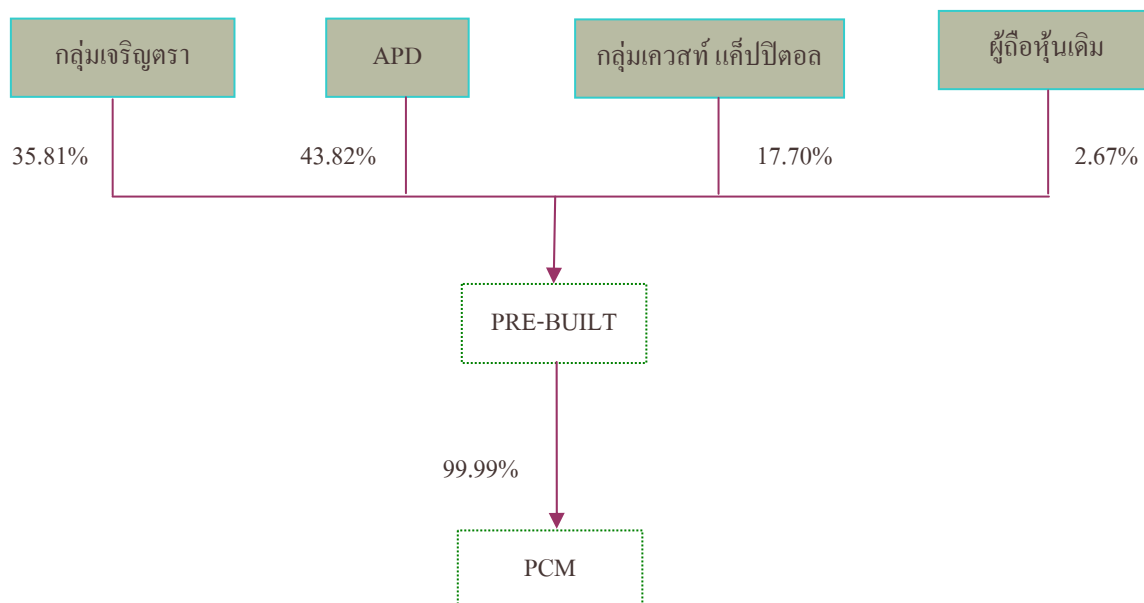 กลุ่มเจริญตรา
APD
กลุ่มเควสท์ แค็ปปิตอล
ผู้ถือหุ้นเดิม
35.81%
43.82%
17.70%
2.67%
PRE-BUILT
99.99%
PCM